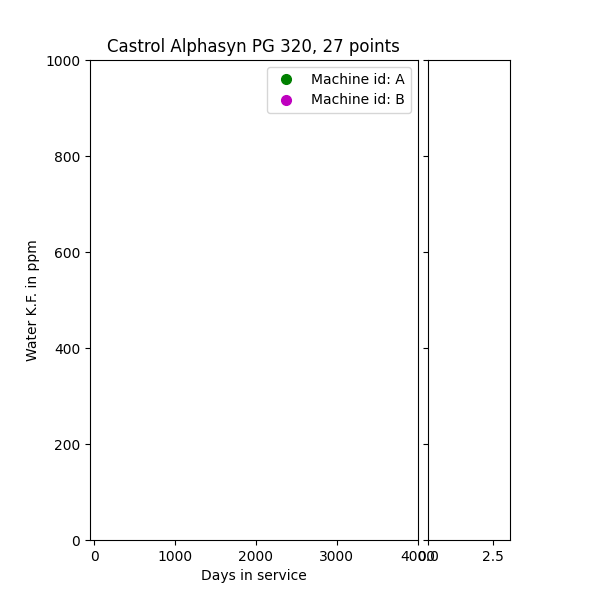 Castrol Alphasyn PG 320, 27 points
Machine id: A
Machine id: B
1000
800
600
400
200
0
Water K.F. in ppm
0 1000 2000 3000 4000
0.0 2.5
Days in service